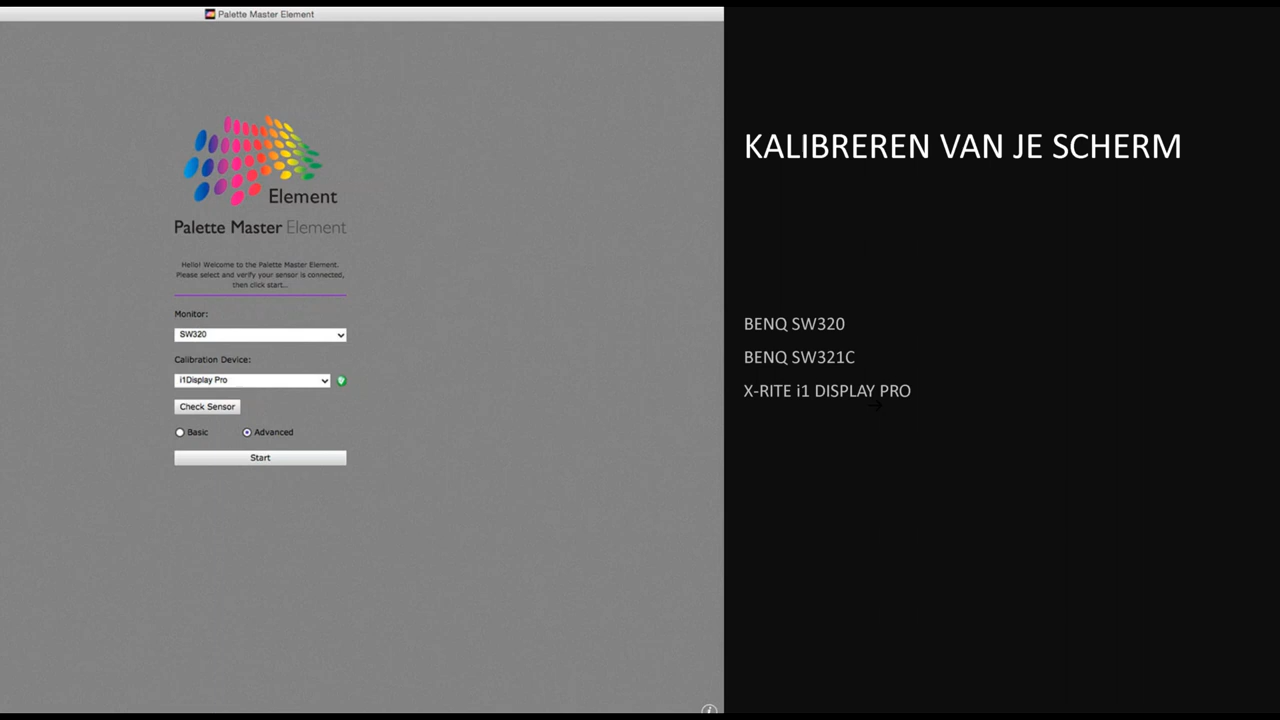 Palette Master Element
Element
Palette Master Element
Hello! Welcome to the Palette Master Element.
Please select and verify your sensor is connected,
then click start...
Monitor:
SW320
Calibration Device:
i1Display Pro
Check Sensor
Basic
Advanced
Start
KALIBREREN VAN JE SCHERM
BENQ SW320
BENQ SW321C
X-RITE i1 DISPLAY PRO